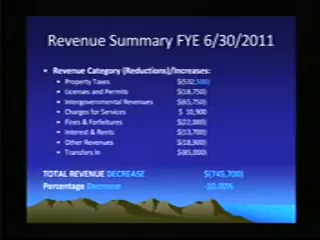 Revenue Summary FYE 6/30/2011
• Revenue Category (Reductions)/Increases:
• Property Taxes $(532,500)
• Licenses and Permits $(18,750)
• Intergovernmental Revenues $(65,750)
• Charges for Services $ 10,900
• Fines & Forfeitures $(22,000)
• Interest & Rents $(13,700)
• Other Revenues $(18,900)
• Transfers In $(85,000)
TOTAL REVENUE DECREASE $(745,700)
Percentage Decrease -10.00%